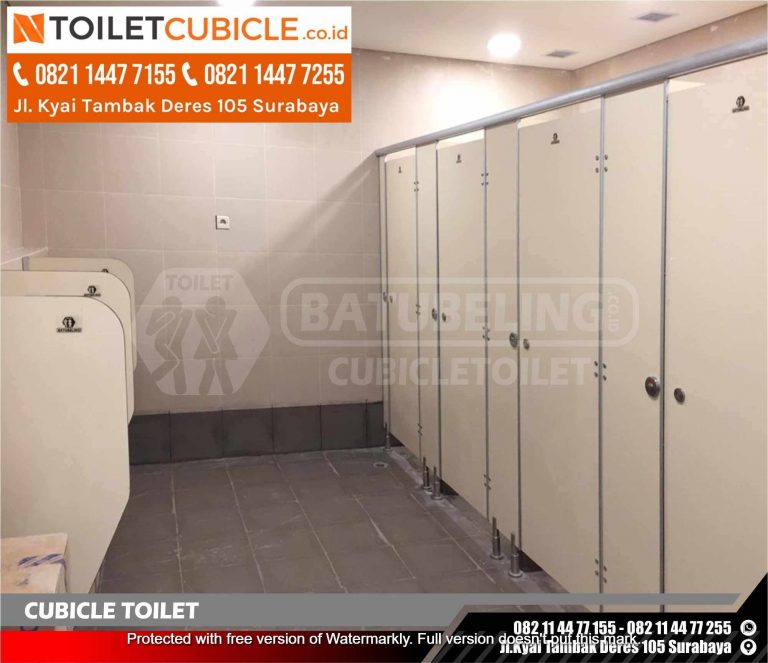 TOILETCUBICLE.co.id
0821 1447 7155 0821 1447 7255
Jl. Kyai Tambak Deres 105 Surabaya
TOILET
BATUBELING
.co.id
CUBICLETOILET
BATUBELING
CUBICLE TOILET
082 11 44 77 155 - 082 11 44 77 255
Jl.Kyai Tambak Deres 105 Surabaya
Protected with free version of Watermarkly. Full version doesn't put this mark.